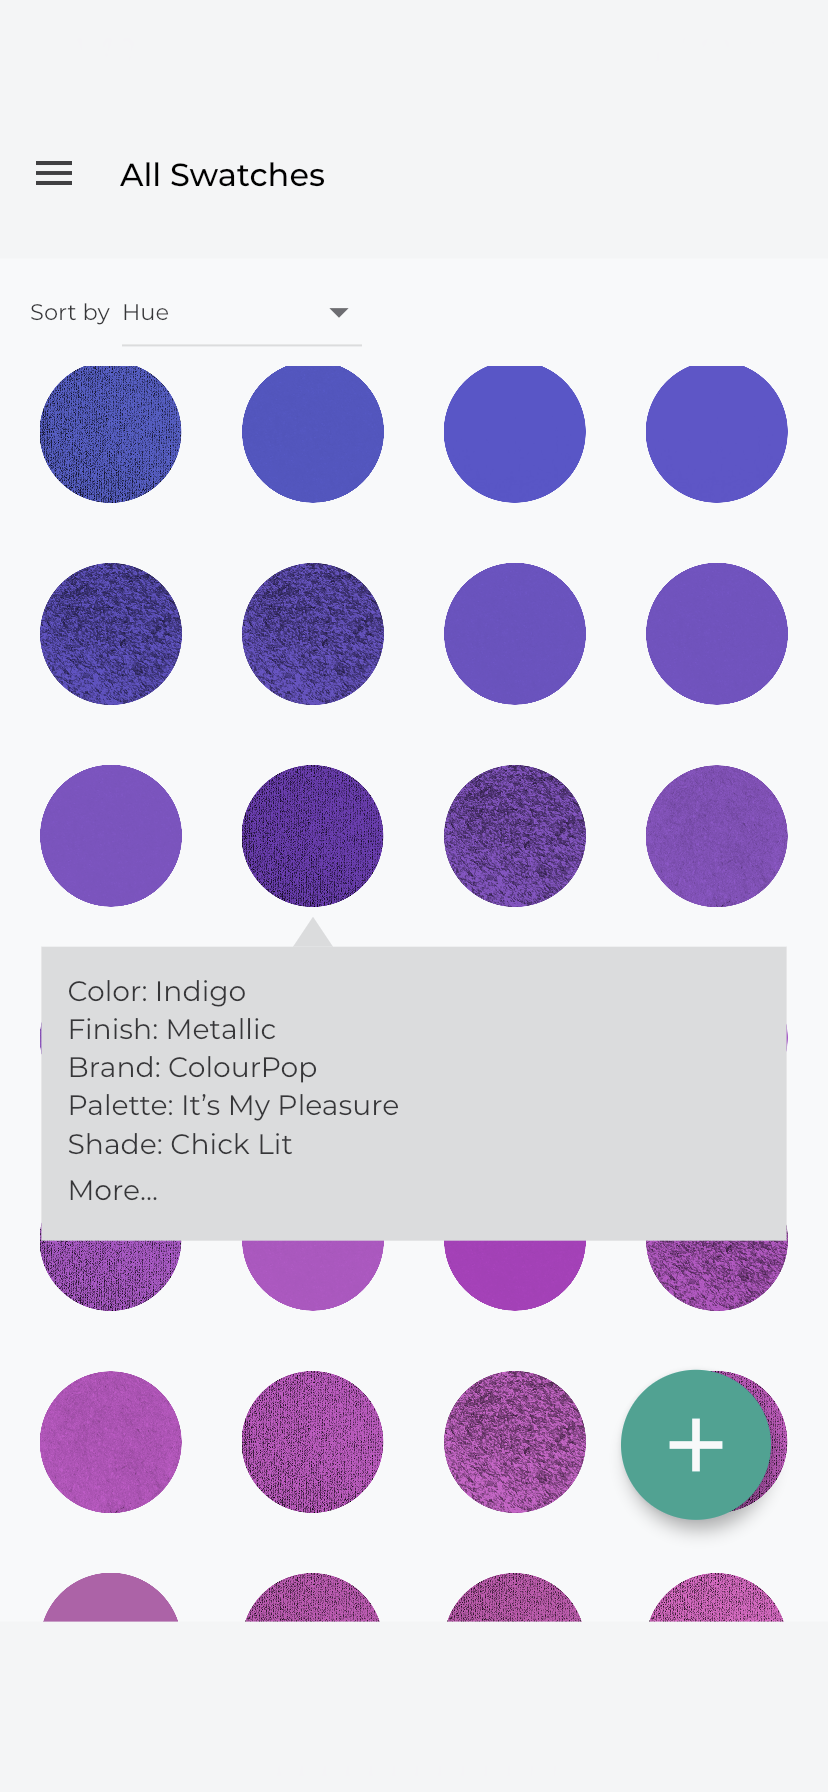 All Swatches
Sort by Hue
Color: Indigo
Finish: Metallic
Brand: ColourPop
Palette: It’s My Pleasure
Shade: Chick Lit
More...